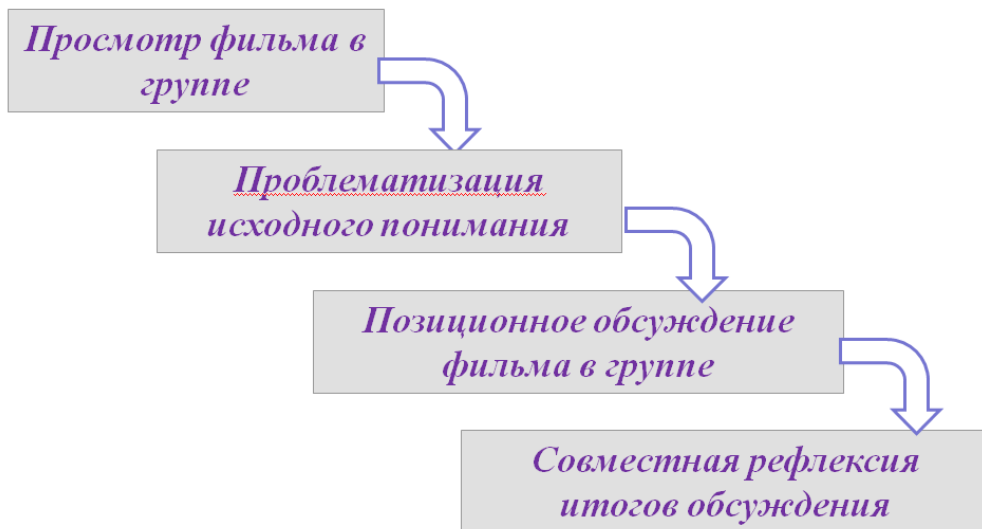 Просмотр фильма в
группе
Проблематизация
исходного понимания
Позиционное обсуждение
фильма в группе
Совместная рефлексия
итогов обсуждения